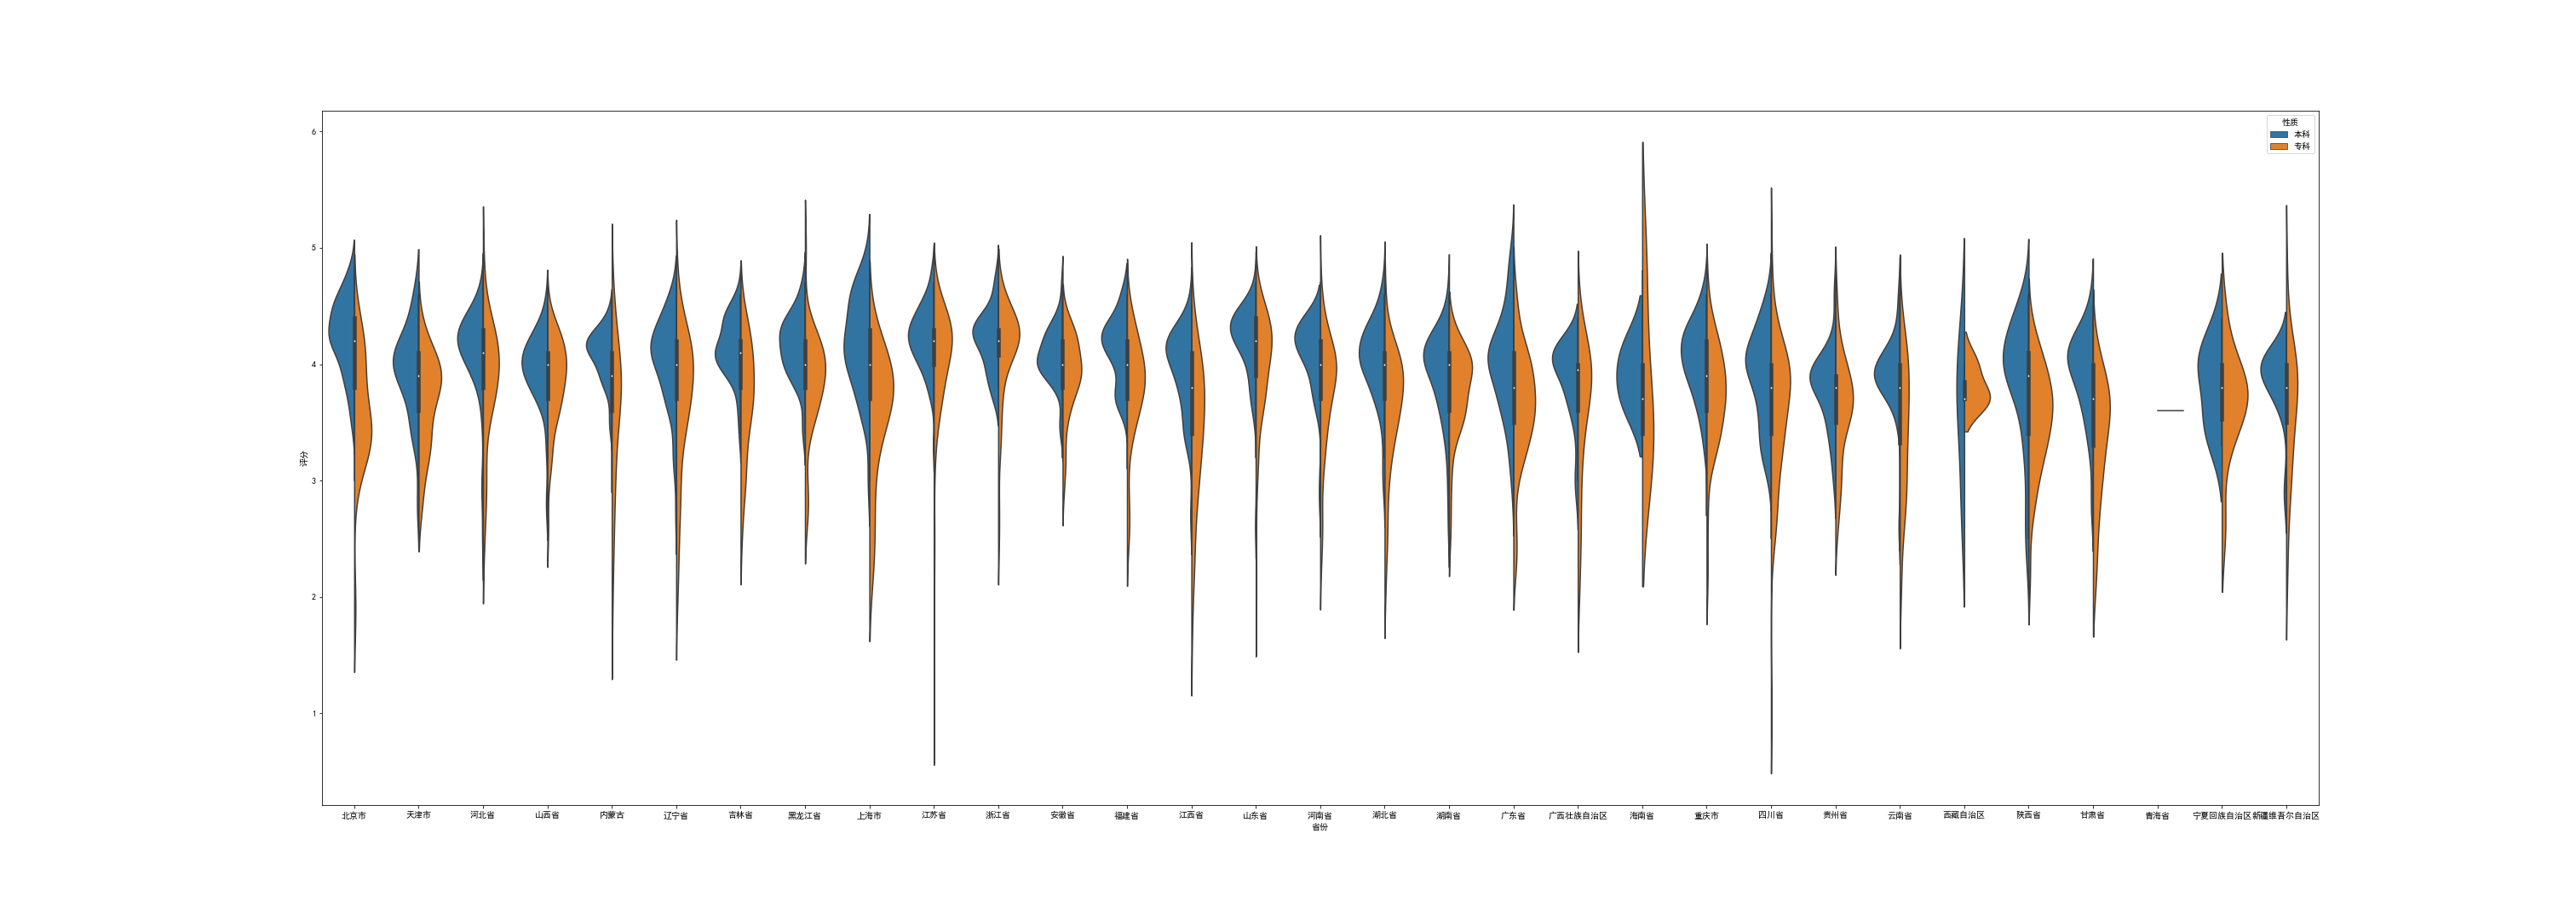 性质
本科
专科
6
5
4
3
2
1
评分
北京市 天津市 河北省 山西省 内蒙古 辽宁省 吉林省 黑龙江省 上海市 江苏省 浙江省 安徽省 福建省 江西省 山东省 河南省 湖北省 湖南省 广东省 广西壮族自治区 海南省 重庆市 四川省 贵州省 云南省 西藏自治区 陕西省 甘肃省 青海省 宁夏回族自治区 新疆维吾尔自治区
省份